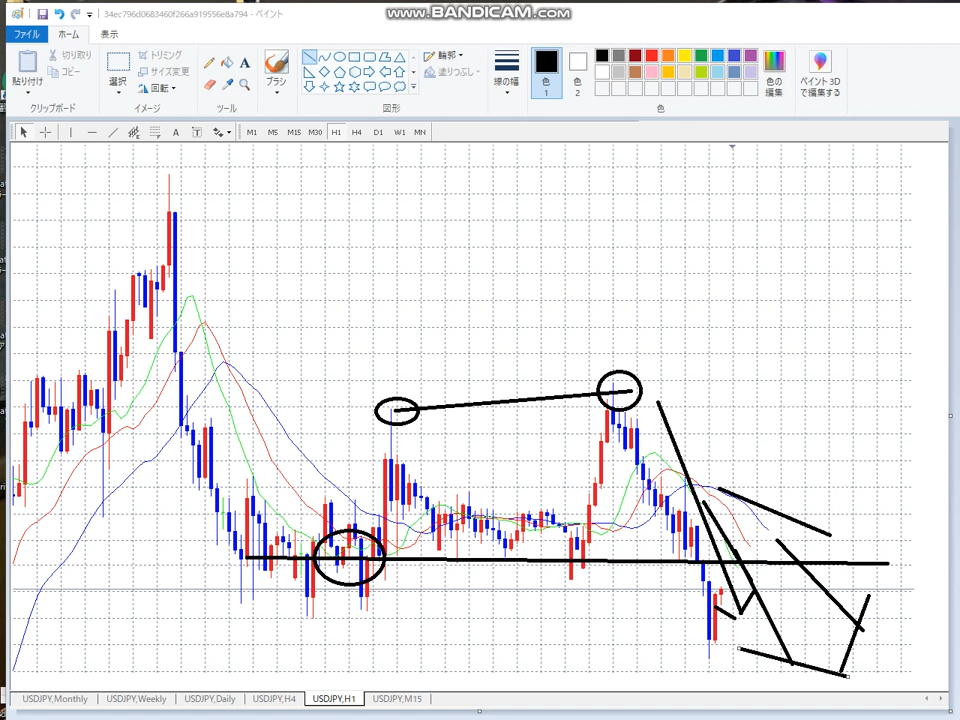 34ec796d0683460f266a919556e8a794 - ペイント
www.BANDICAM.com
ファイル ホーム 表示
貼り付け
切り取り
コピー
クリップボード
選択
トリミング
サイズ変更
回転
イメージ
A
ツール
ブラシ
輪郭
塗りつぶし
図形
線の幅
色
1
色
2
色
色の
編集
ペイント 3D
で編集する
A T M1 M5 M15 M30 H1 H4 D1 W1 MN
USDJPY,Monthly USDJPY,Weekly USDJPY,Daily USDJPY,H4 USDJPY,H1 USDJPY,M15